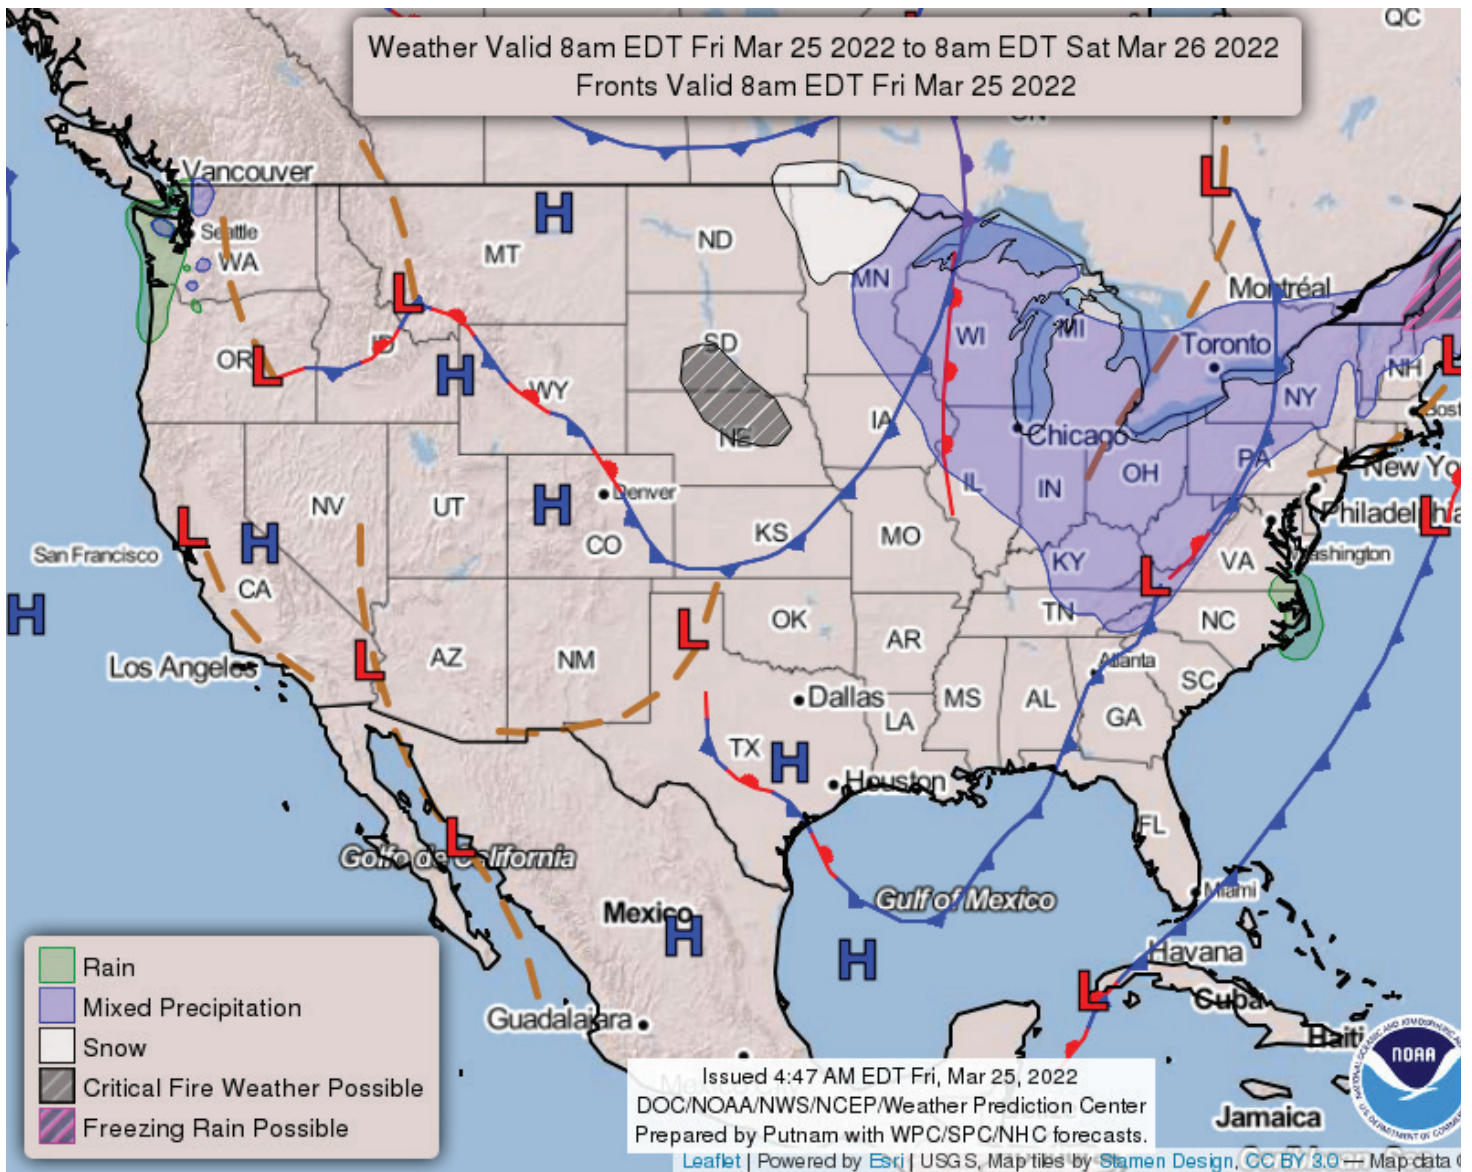 Weather Valid 8am EDT Fri Mar 25 2022 to 8am EDT Sat Mar 26 2022
Fronts Valid 8am EDT Fri Mar 25 2022
QC
ON
Vancouver
Seattle
WA
MT
ND
MN
Montréal
OR
ID
WY
SD
WI
MI
Toronto
NH
NY
Bost
NE
IA
Chicago
PA
New Yo
NV
UT
Denver
CO
KS
MO
IL
IN
OH
Philadelphia
San Francisco
CA
KY
VA
Washington
Los Angeles
AZ
NM
OK
AR
TN
NC
Atlanta
Dallas
LA
MS
AL
GA
SC
TX
Houston
FL
Golfo de California
Gulf of Mexico
Miami
Mexico
Havana
Guadalajara
Cuba
Haiti
Jamaica
H
H
H
H
H
H
H
H
H
L
L
L
L
L
L
L
L
L
L
L
Rain
Mixed Precipitation
Snow
Critical Fire Weather Possible
Freezing Rain Possible
Issued 4:47 AM EDT Fri, Mar 25, 2022
DOC/NOAA/NWS/NCEP/Weather Prediction Center
Prepared by Putnam with WPC/SPC/NHC forecasts.
NOAA
Leaflet | Powered by Esri | USGS, Map tiles by Stamen Design, CC BY 3.0 — Map data